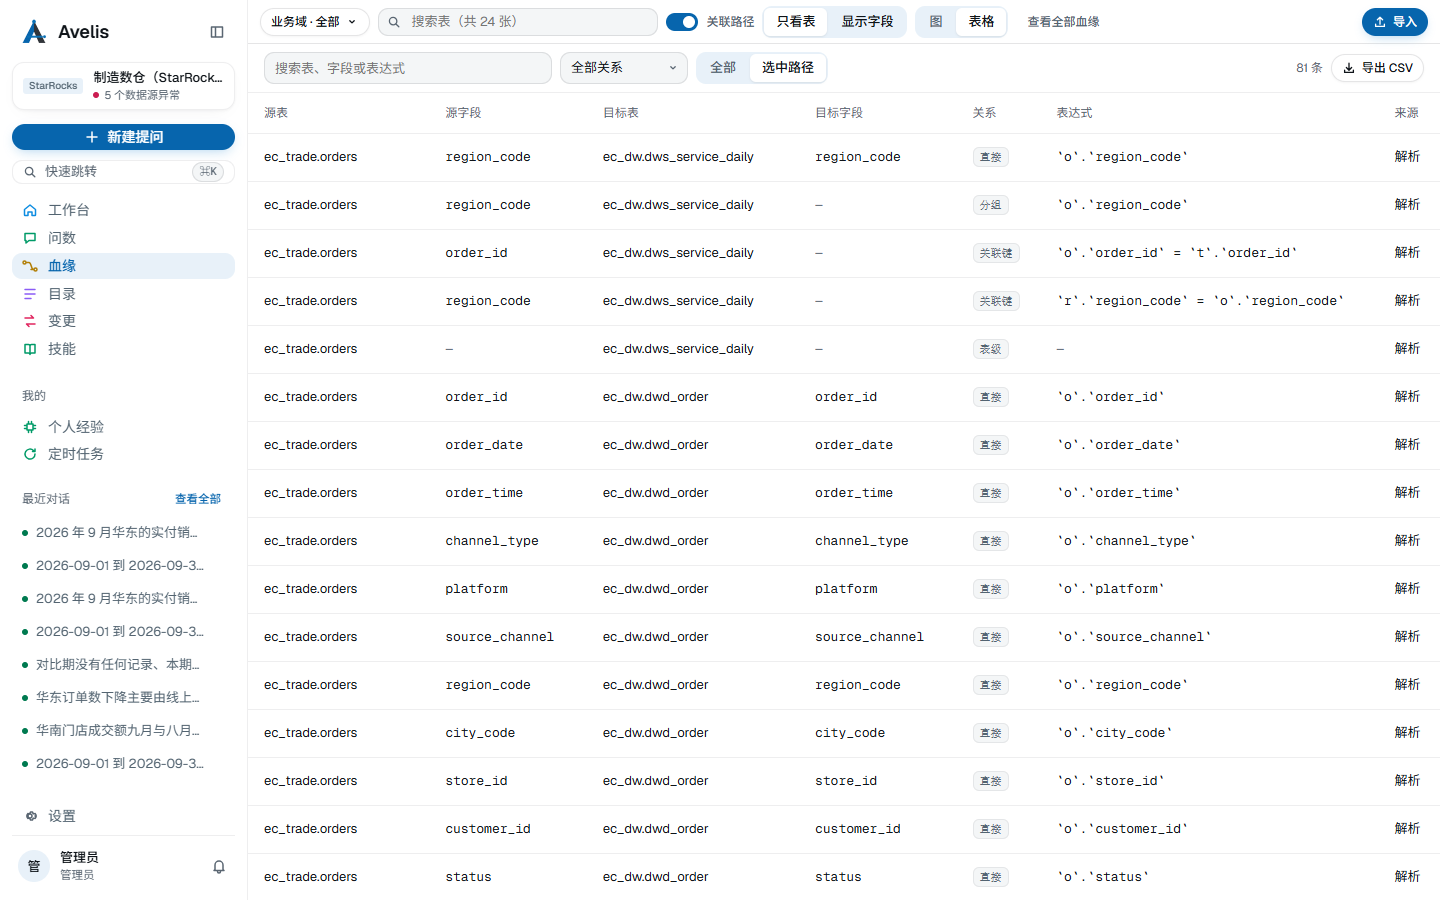 Avelis
StarRocks
制造数仓（StarRock...
5 个数据源异常
新建提问
快速跳转
⌘K
工作台
问数
血缘
目录
变更
技能
我的
个人经验
定时任务
最近对话
查看全部
2026 年 9 月华东的实付销...
2026-09-01 到 2026-09-3...
2026 年 9 月华东的实付销...
2026-09-01 到 2026-09-3...
对比期没有任何记录、本期...
华东订单数下降主要由线上...
华南门店成交额九月与八月...
2026-09-01 到 2026-09-3...
设置
管
管理员
管理员
业务域 · 全部
搜索表（共 24 张）
关联路径
只看表
显示字段
图
表格
查看全部血缘
导入
搜索表、字段或表达式
全部关系
全部
选中路径
81 条
导出 CSV
源表 源字段 目标表 目标字段 关系 表达式 来源
ec_trade.orders region_code ec_dw.dws_service_daily region_code 直接 `o`.`region_code` 解析
ec_trade.orders region_code ec_dw.dws_service_daily – 分组 `o`.`region_code` 解析
ec_trade.orders order_id ec_dw.dws_service_daily – 关联键 `o`.`order_id` = `t`.`order_id` 解析
ec_trade.orders region_code ec_dw.dws_service_daily – 关联键 `r`.`region_code` = `o`.`region_code` 解析
ec_trade.orders – ec_dw.dws_service_daily – 表级 – 解析
ec_trade.orders order_id ec_dw.dwd_order order_id 直接 `o`.`order_id` 解析
ec_trade.orders order_date ec_dw.dwd_order order_date 直接 `o`.`order_date` 解析
ec_trade.orders order_time ec_dw.dwd_order order_time 直接 `o`.`order_time` 解析
ec_trade.orders channel_type ec_dw.dwd_order channel_type 直接 `o`.`channel_type` 解析
ec_trade.orders platform ec_dw.dwd_order platform 直接 `o`.`platform` 解析
ec_trade.orders source_channel ec_dw.dwd_order source_channel 直接 `o`.`source_channel` 解析
ec_trade.orders region_code ec_dw.dwd_order region_code 直接 `o`.`region_code` 解析
ec_trade.orders city_code ec_dw.dwd_order city_code 直接 `o`.`city_code` 解析
ec_trade.orders store_id ec_dw.dwd_order store_id 直接 `o`.`store_id` 解析
ec_trade.orders customer_id ec_dw.dwd_order customer_id 直接 `o`.`customer_id` 解析
ec_trade.orders status ec_dw.dwd_order status 直接 `o`.`status` 解析